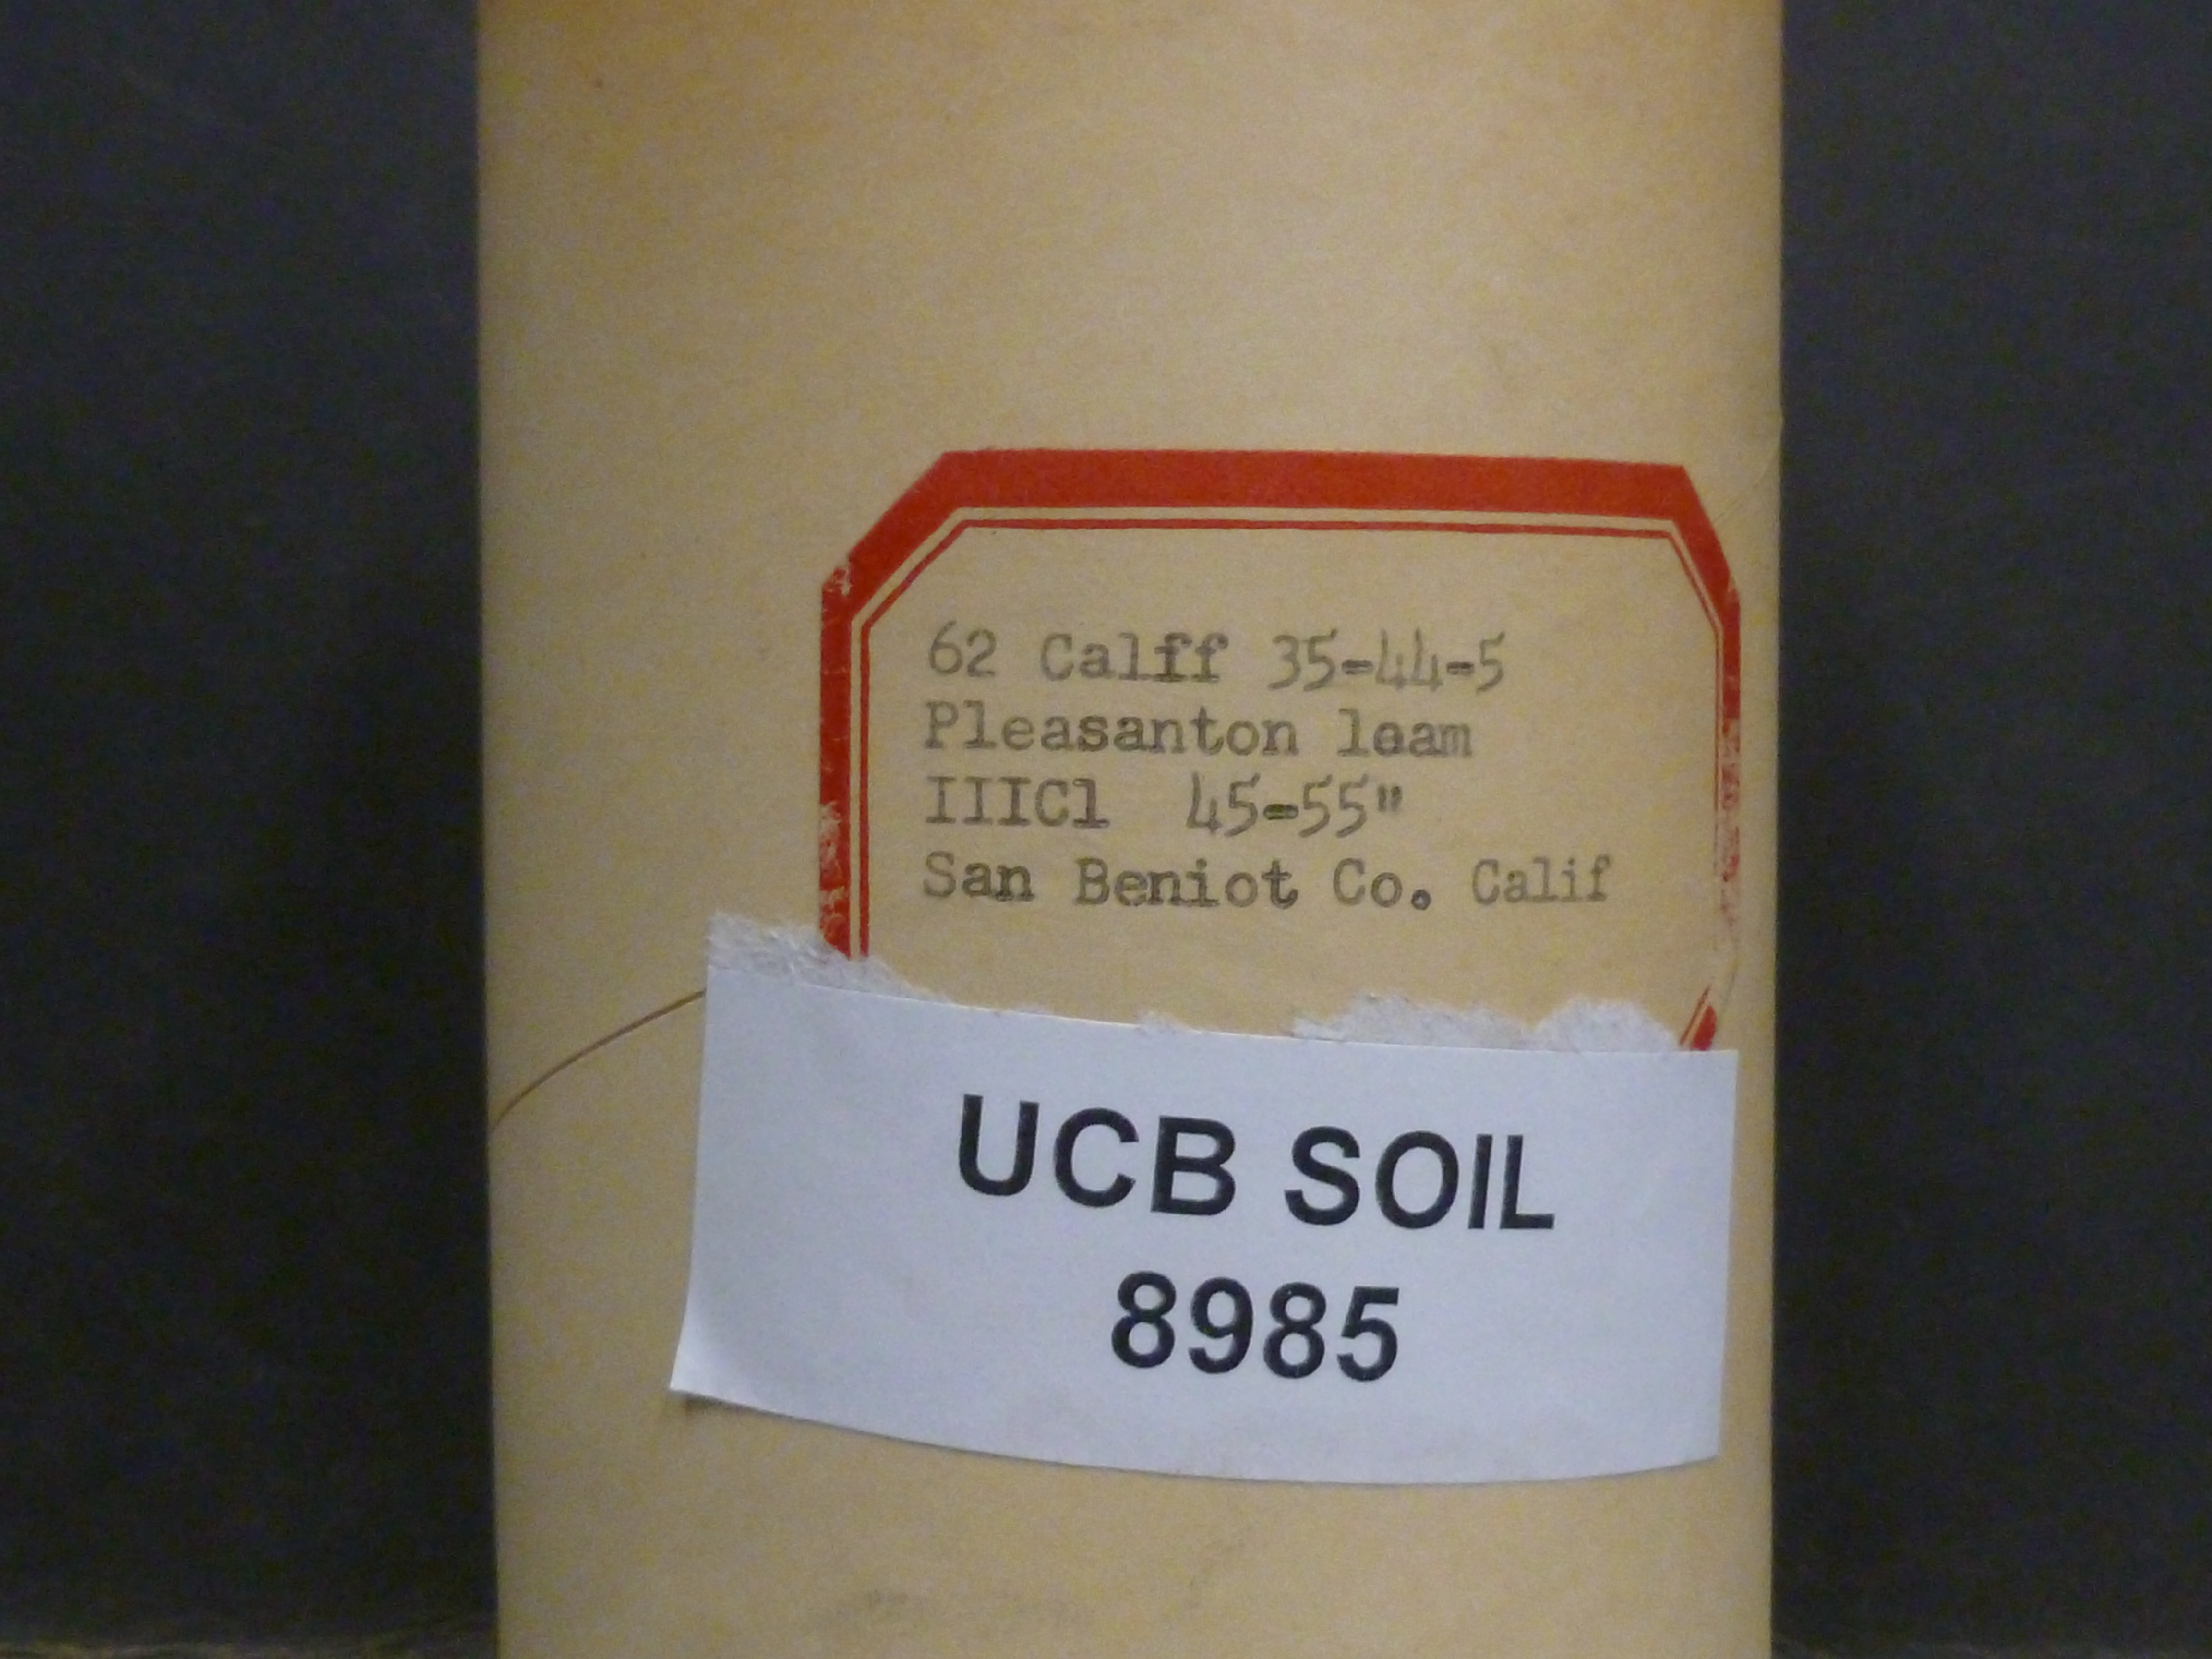 62 Calff 35-44-5
Pleasanton loam
IIIC1 45-55"
San Beniot Co. Calif
UCB SOIL
8985